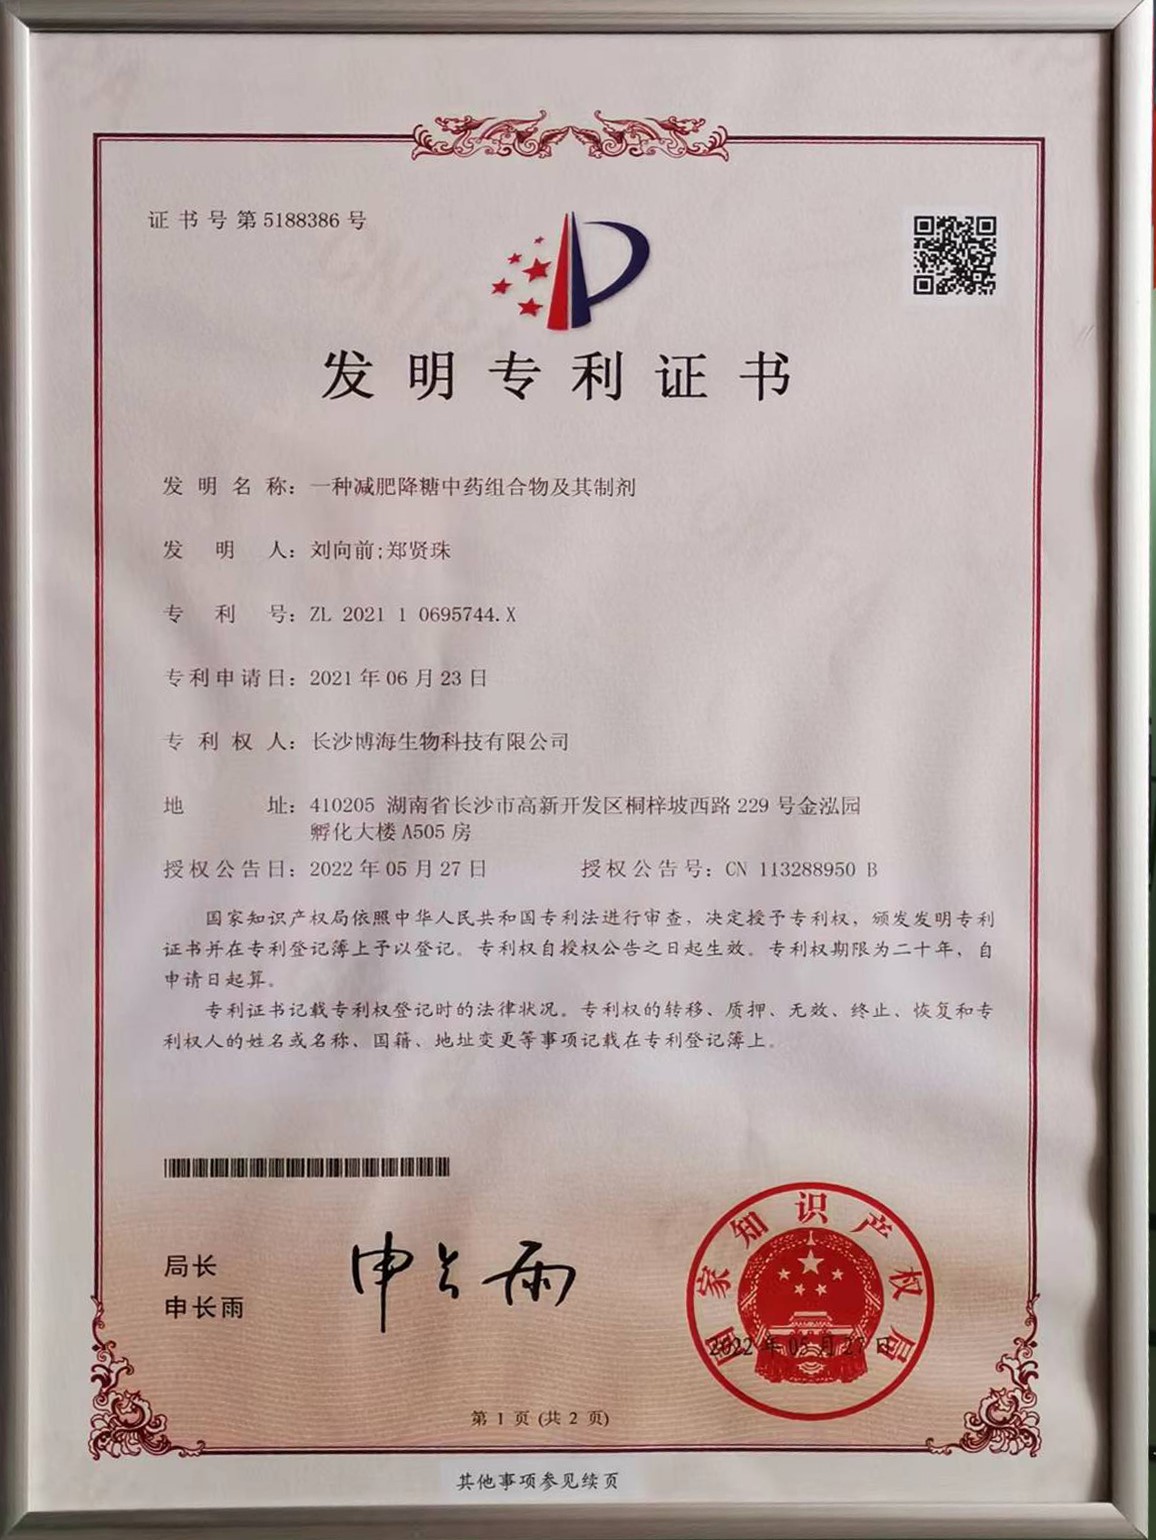 证书号第5188386号
发明专利证书
发明名称：一种减肥降糖中药组合物及其制剂
发明人：刘向前;郑贤珠
专利号：ZL 2021 1 0695744.X
专利申请日：2021年06月23日
专利权人：长沙博海生物科技有限公司
地址：410205 湖南省长沙市高新开发区桐梓坡西路229号金泓园
孵化大楼A505房
授权公告日：2022年05月27日 授权公告号：CN 113288950 B
国家知识产权局依照中华人民共和国专利法进行审查，决定授予专利权，颁发发明专利
证书并在专利登记簿上予以登记。专利权自授权公告之日起生效。专利权期限为二十年，自
申请日起算。
专利证书记载专利权登记时的法律状况。专利权的转移、质押、无效、终止、恢复和专
利权人的姓名或名称、国籍、地址变更等事项记载在专利登记簿上。
局长
申长雨
申长雨
国家知识产权局
2022年05月27日
第1页(共2页)
其他事项参见续页